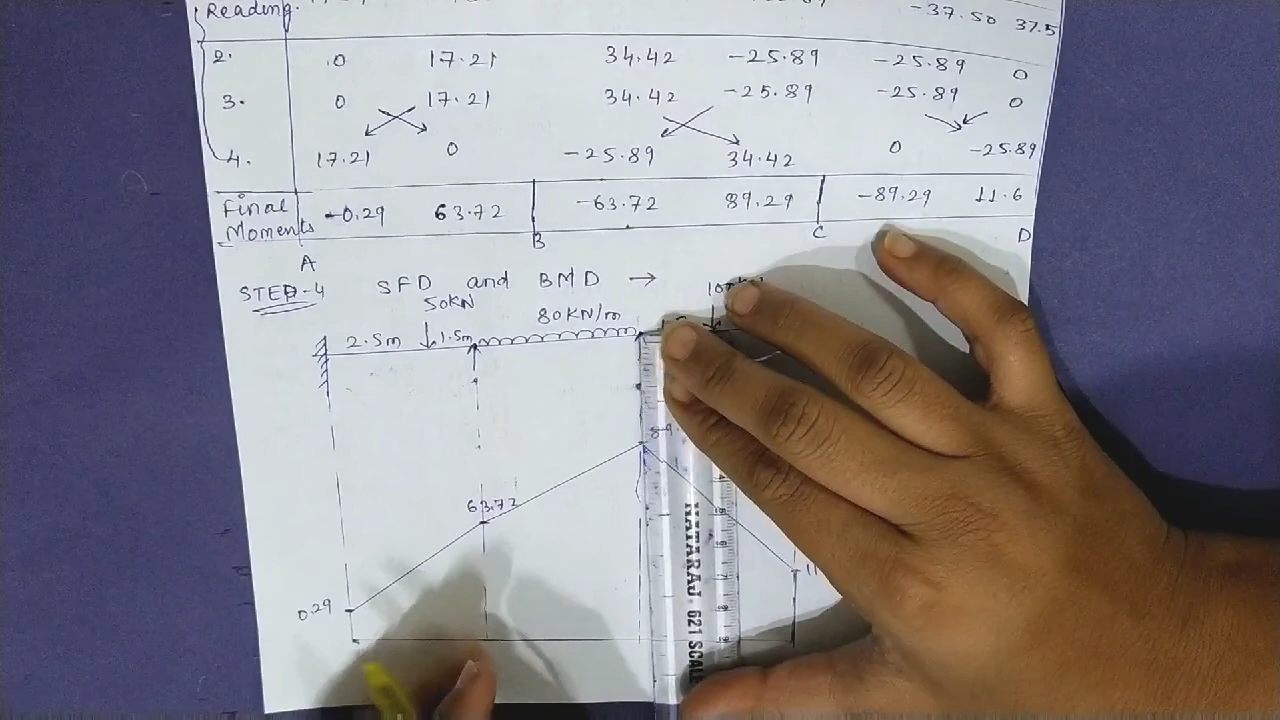 Reading. -37.50 37.5
2. 0 17.21 34.42 -25.89 -25.89 0
3. 0 17.21 34.42 -25.89 -25.89 0
4. 17.21 0 -25.89 34.42 0 -25.89
Final Moments -0.29 63.72 -63.72 89.29 -89.29 11.6
A B C D
STEP-4 SFD and BMD →
50KN 80KN/m
2.5m 1.5m
63.72
0.29
NATARAJ 621 SCALE